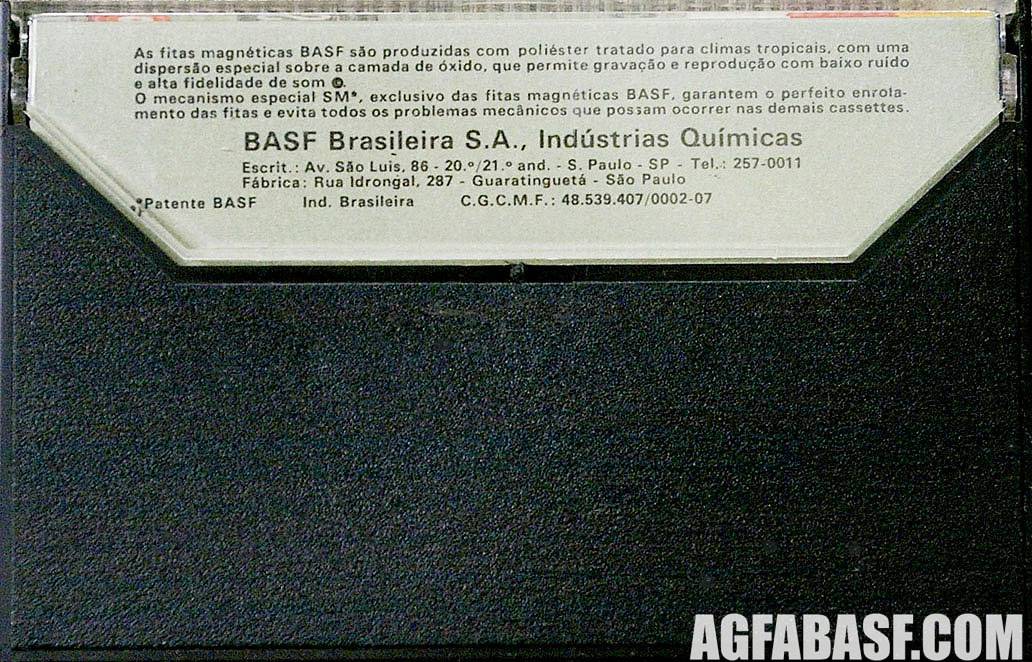 As fitas magnéticas BASF são produzidas com poliéster tratado para climas tropicais, com uma
dispersão especial sobre a camada de óxido, que permite gravação e reprodução com baixo ruído
e alta fidelidade de som
O mecanismo especial SM*, exclusivo das fitas magnéticas BASF, garantem o perfeito enrola-
mento das fitas e evita todos os problemas mecânicos que possam ocorrer nas demais cassettes.
BASF Brasileira S.A., Indústrias Químicas
Escrit.: Av. São Luis, 86 - 20.º/21.º and. - S. Paulo - SP - Tel.: 257-0011
Fábrica: Rua Idrongal, 287 - Guaratinguetá - São Paulo
*Patente BASF Ind. Brasileira C.G.C.M.F.: 48.539.407/0002-07
AGFABASF.COM